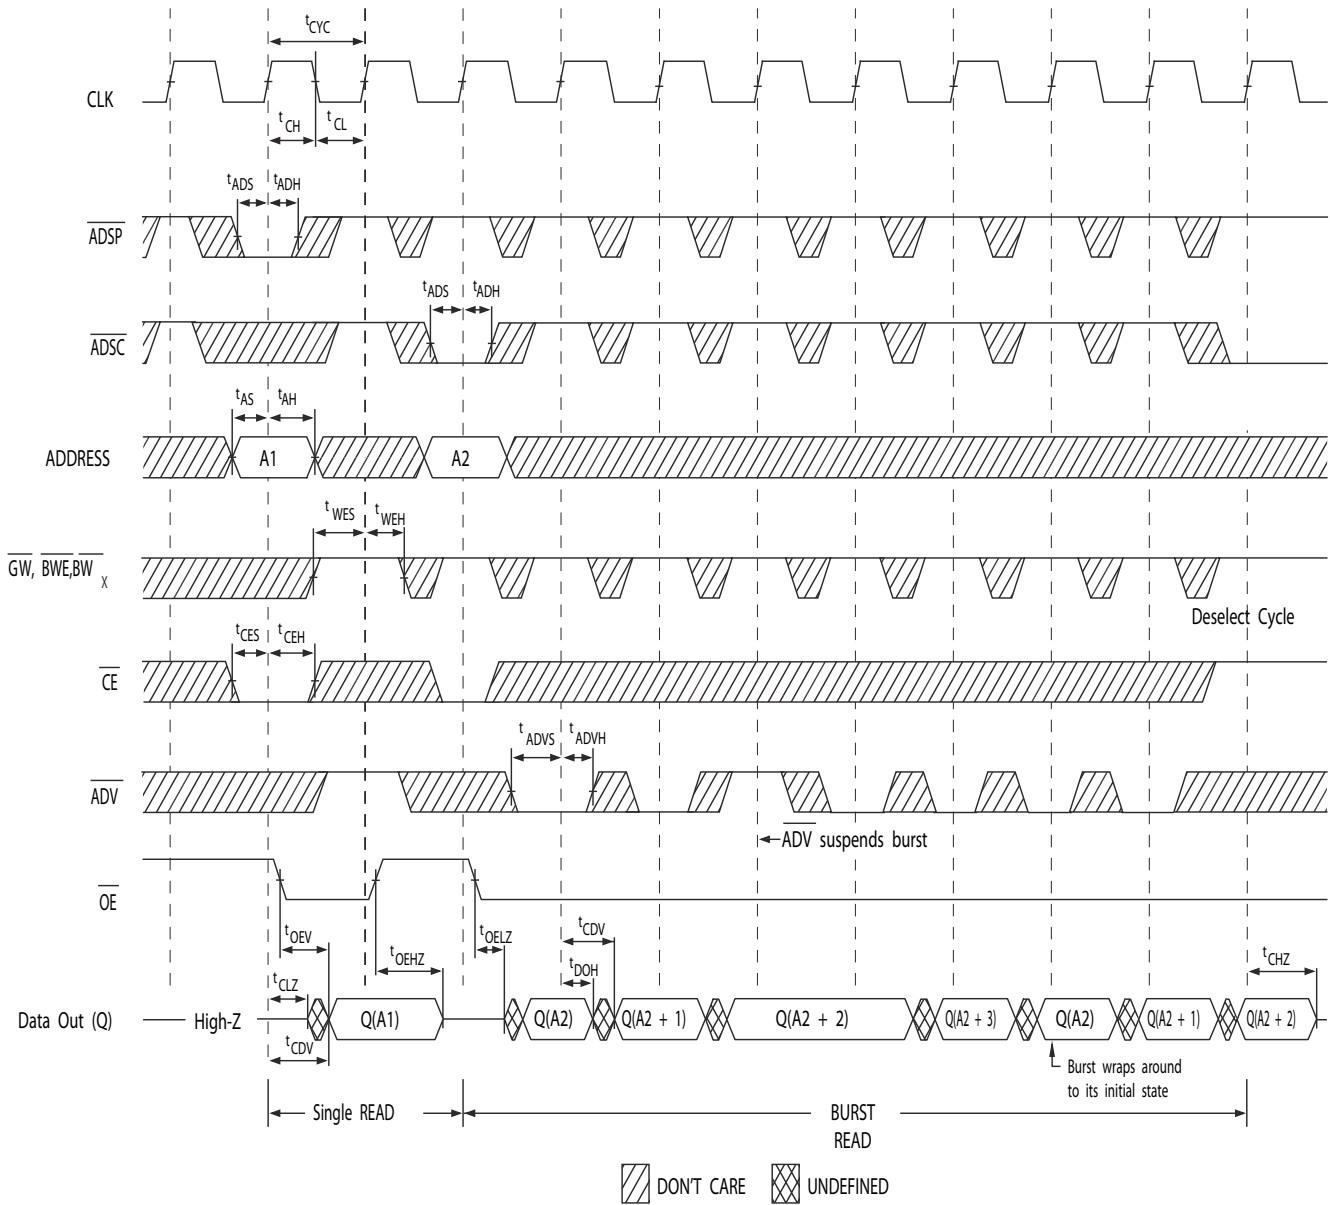 tCYC
CLK
tCH
tCL
tADS
tADH
ADSP
tADS
tADH
ADSC
tAS
tAH
ADDRESS
A1
A2
tWES
tWEH
GW, BWE,BW X
Deselect Cycle
tCES
tCEH
CE
tADVS
tADVH
ADV
ADV suspends burst
OE
tOEV
tOEHZ
tOELZ
tCDV
tDOH
tCHZ
tCLZ
Data Out (Q)
High-Z
Q(A1)
Q(A2)
Q(A2 + 1)
Q(A2 + 2)
Q(A2 + 3)
Q(A2)
Q(A2 + 1)
Q(A2 + 2)
tCDV
Burst wraps around
to its initial state
Single READ
BURST
READ
DON'T CARE
UNDEFINED